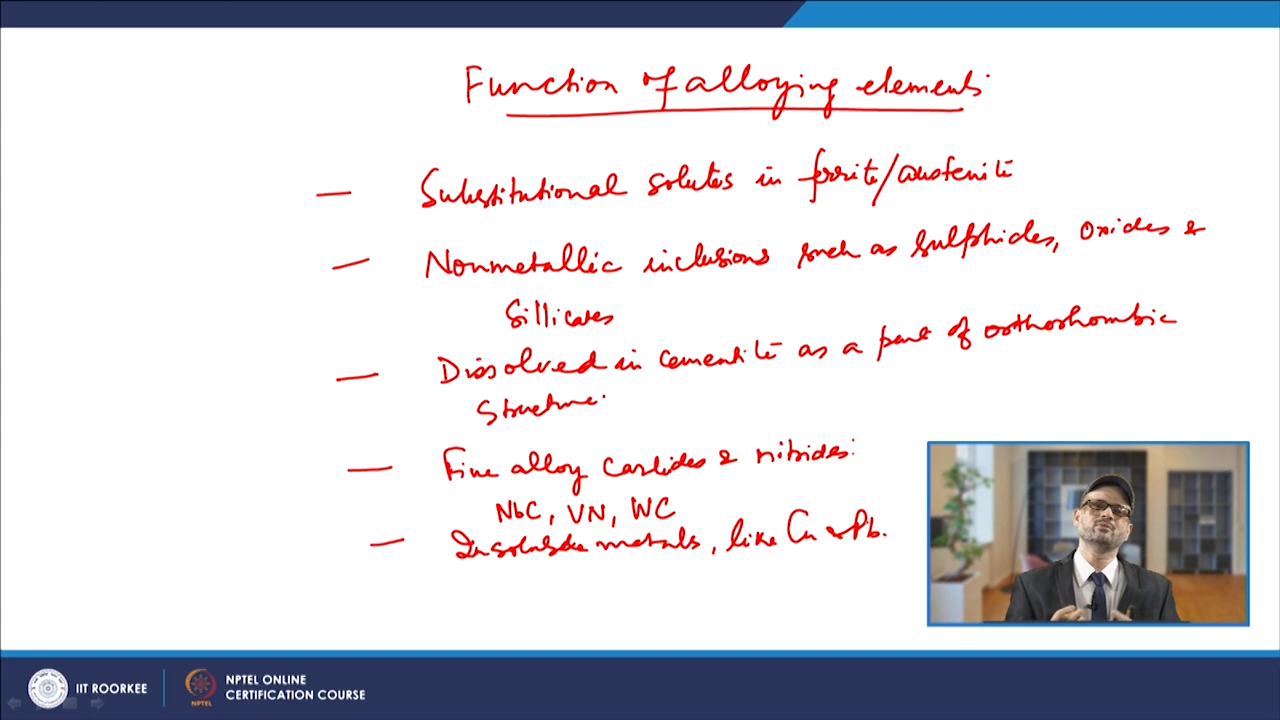 Function of alloying elements
— Substitutional solutes in ferrite/austenite
— Nonmetallic inclusions such as sulphides, oxides &
Sillicates
— Dissolved in cementite as a part of orthorhombic
structure.
— Fine alloy carbides & nitrides:
NbC, VN, WC
— Insoluble metals, like Cu & Pb.
IIT ROORKEE
NPTEL
NPTEL ONLINE
CERTIFICATION COURSE